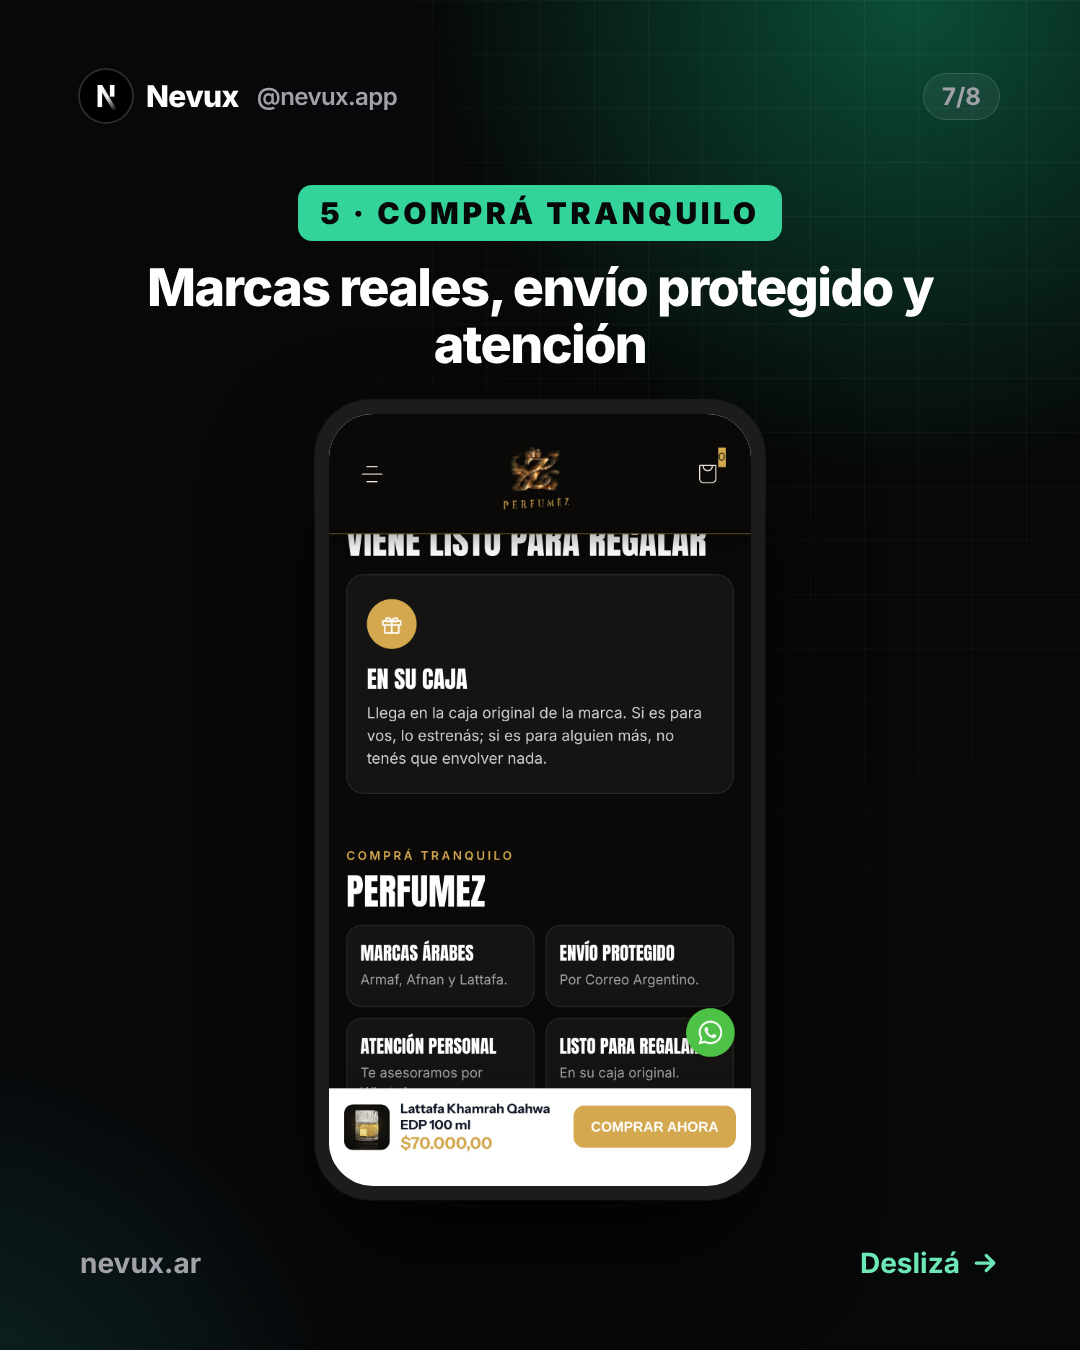 N Nevux @nevux.app
7/8
5 · COMPRÁ TRANQUILO
Marcas reales, envío protegido y
atención
PERFUMEZ
0
VIENE LISTO PARA REGALAR
EN SU CAJA
Llega en la caja original de la marca. Si es para
vos, lo estrenás; si es para alguien más, no
tenés que envolver nada.
COMPRÁ TRANQUILO
PERFUMEZ
MARCAS ÁRABES
Armaf, Afnan y Lattafa.
ENVÍO PROTEGIDO
Por Correo Argentino.
ATENCIÓN PERSONAL
Te asesoramos por
LISTO PARA REGALAR
En su caja original.
Lattafa Khamrah Qahwa
EDP 100 ml
$70.000,00
COMPRAR AHORA
nevux.ar
Deslizá →